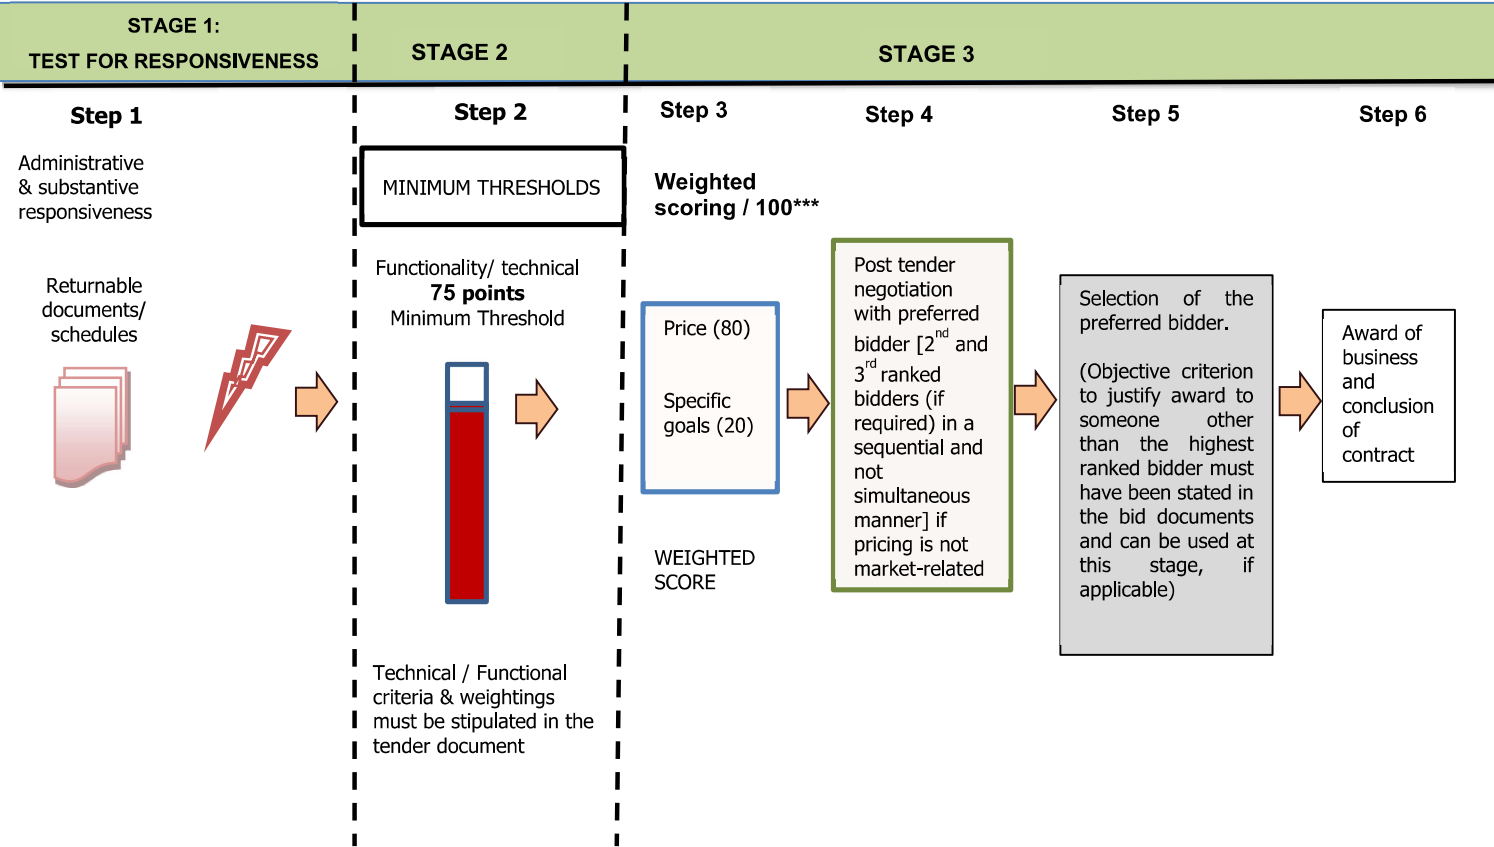 STAGE 1:
TEST FOR RESPONSIVENESS
STAGE 2
STAGE 3
Step 1
Administrative
& substantive
responsiveness
Returnable
documents/
schedules
Step 2
MINIMUM THRESHOLDS
Functionality/ technical
75 points
Minimum Threshold
Technical / Functional
criteria & weightings
must be stipulated in the
tender document
Step 3
Weighted
scoring / 100***
Price (80)
Specific
goals (20)
WEIGHTED
SCORE
Step 4
Post tender
negotiation
with preferred
bidder [2nd and
3rd ranked
bidders (if
required) in a
sequential and
not
simultaneous
manner] if
pricing is not
market-related
Step 5
Selection of the
preferred bidder.
(Objective criterion
to justify award to
someone other
than the highest
ranked bidder must
have been stated in
the bid documents
and can be used at
this stage, if
applicable)
Step 6
Award of
business
and
conclusion
of
contract